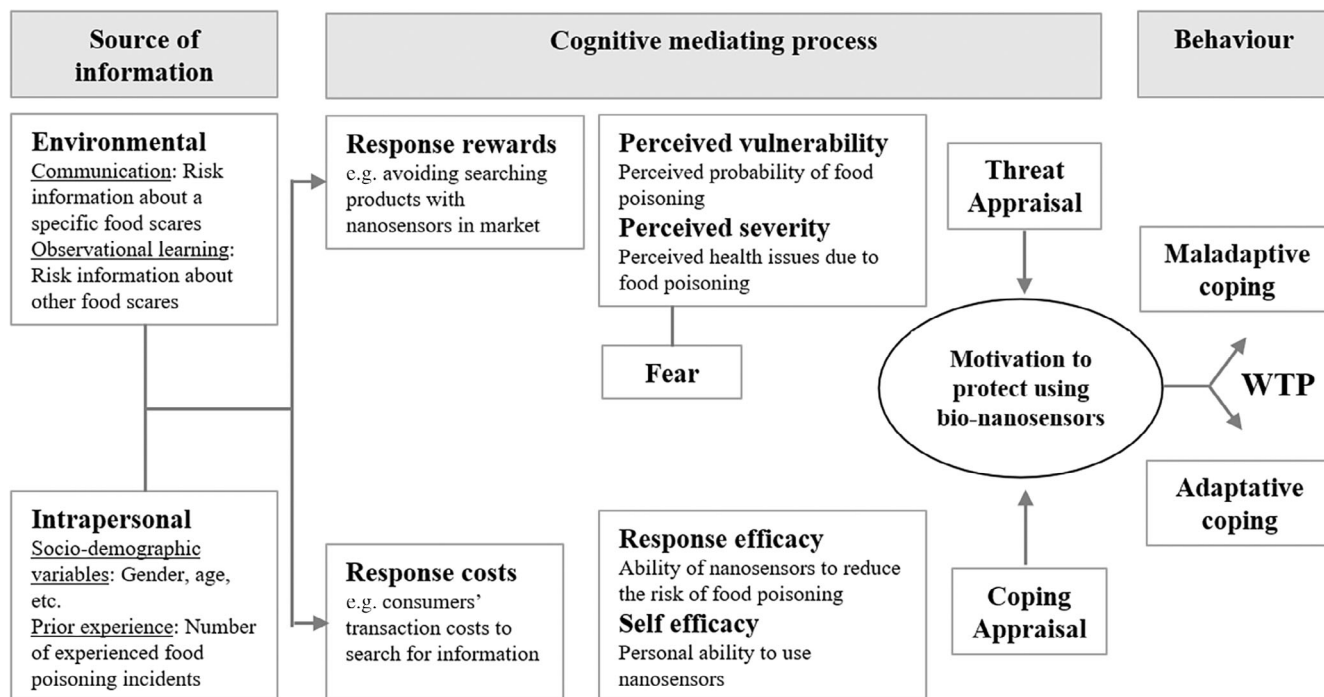 Source of
information
Cognitive mediating process
Behaviour
Environmental
Communication: Risk
information about a
specific food scares
Observational learning:
Risk information about
other food scares
Intrapersonal
Socio-demographic
variables: Gender, age,
etc.
Prior experience: Number
of experienced food
poisoning incidents
Response rewards
e.g. avoiding searching
products with
nanosensors in market
Response costs
e.g. consumers’
transaction costs to
search for information
Perceived vulnerability
Perceived probability of food
poisoning
Perceived severity
Perceived health issues due to
food poisoning
Fear
Response efficacy
Ability of nanosensors to reduce
the risk of food poisoning
Self efficacy
Personal ability to use
nanosensors
Threat
Appraisal
Motivation to
protect using
bio-nanosensors
Coping
Appraisal
Maladaptive
coping
WTP
Adaptative
coping